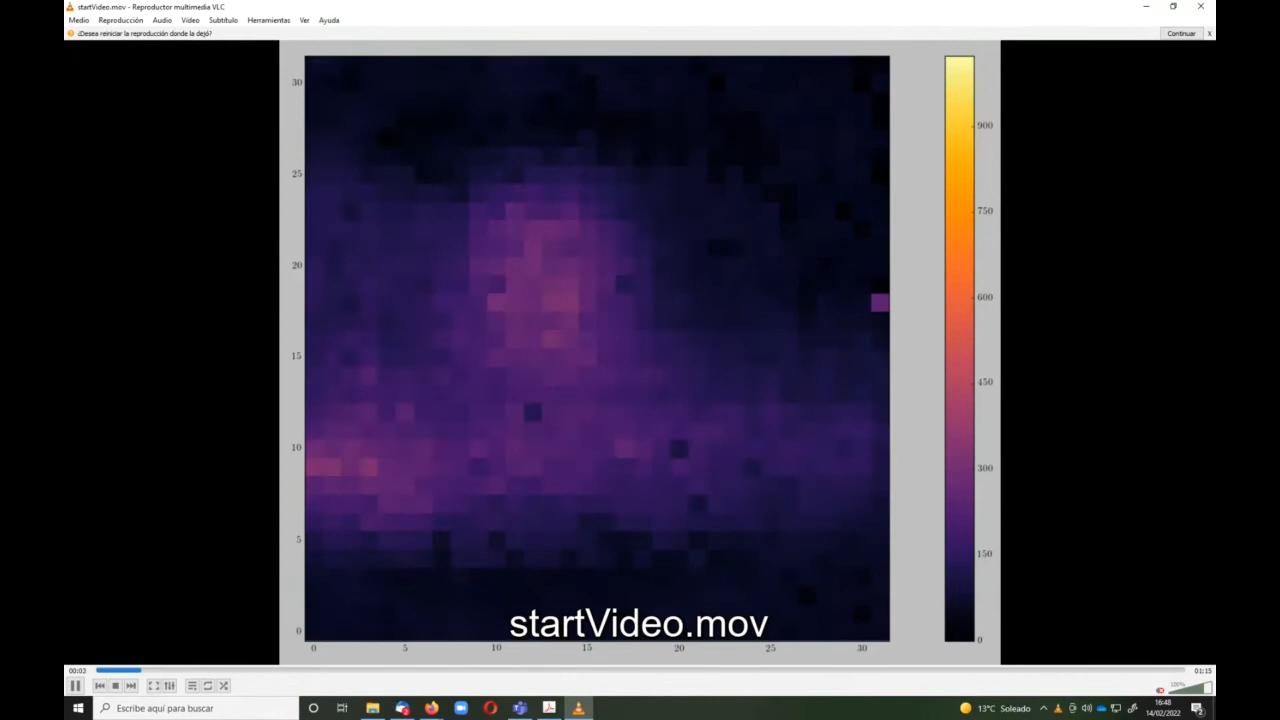 startVideo.mov - Reproductor multimedia VLC
Medio Reproducción Audio Vídeo Subtítulo Herramientas Ver Ayuda
¿Desea reiniciar la reproducción donde la dejó? Continuar X
30
25
20
15
10
5
0
0 5 10 15 20 25 30
900
750
600
450
300
150
0
startVideo.mov
00:02 01:15
100%
Escribe aquí para buscar
13°C Soleado
16:48
14/02/2022
2